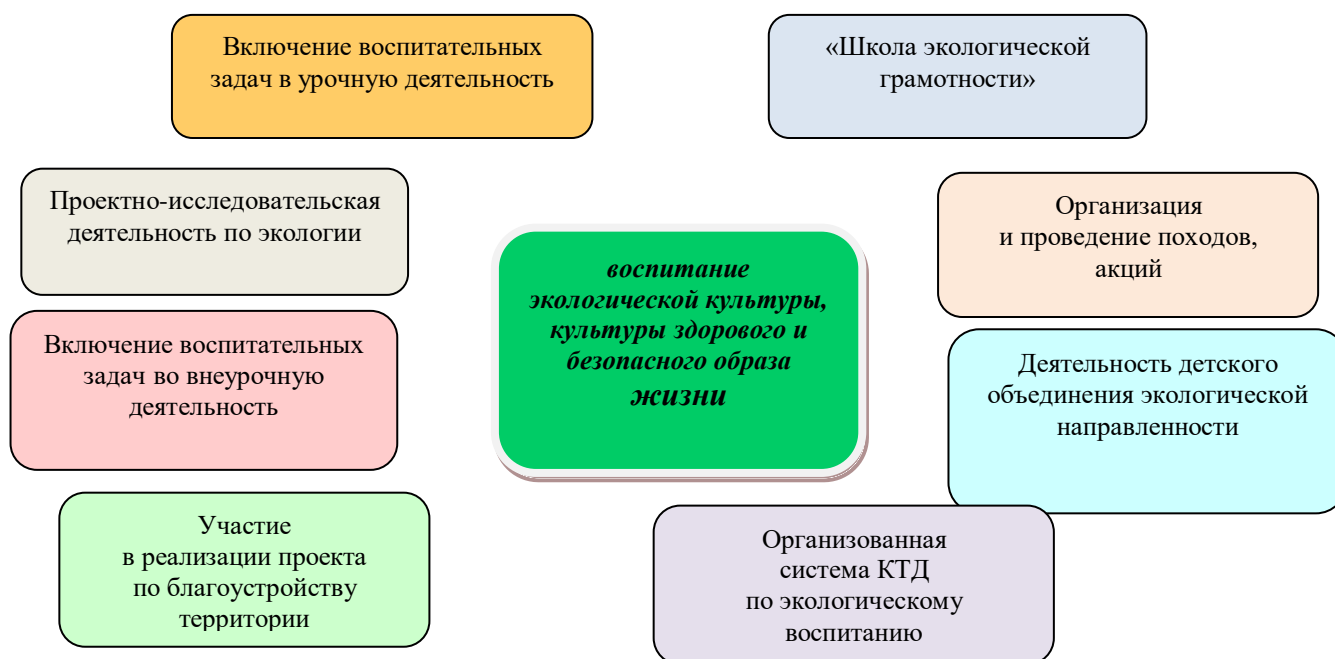 Включение воспитательных
задач в урочную деятельность
«Школа экологической
грамотности»
Проектно-исследовательская
деятельность по экологии
Организация
и проведение походов,
акций
воспитание
экологической культуры,
культуры здорового и
безопасного образа
жизни
Включение воспитательных
задач во внеурочную
деятельность
Деятельность детского
объединения экологической
направленности
Участие
в реализации проекта
по благоустройству
территории
Организованная
система КТД
по экологическому
воспитанию